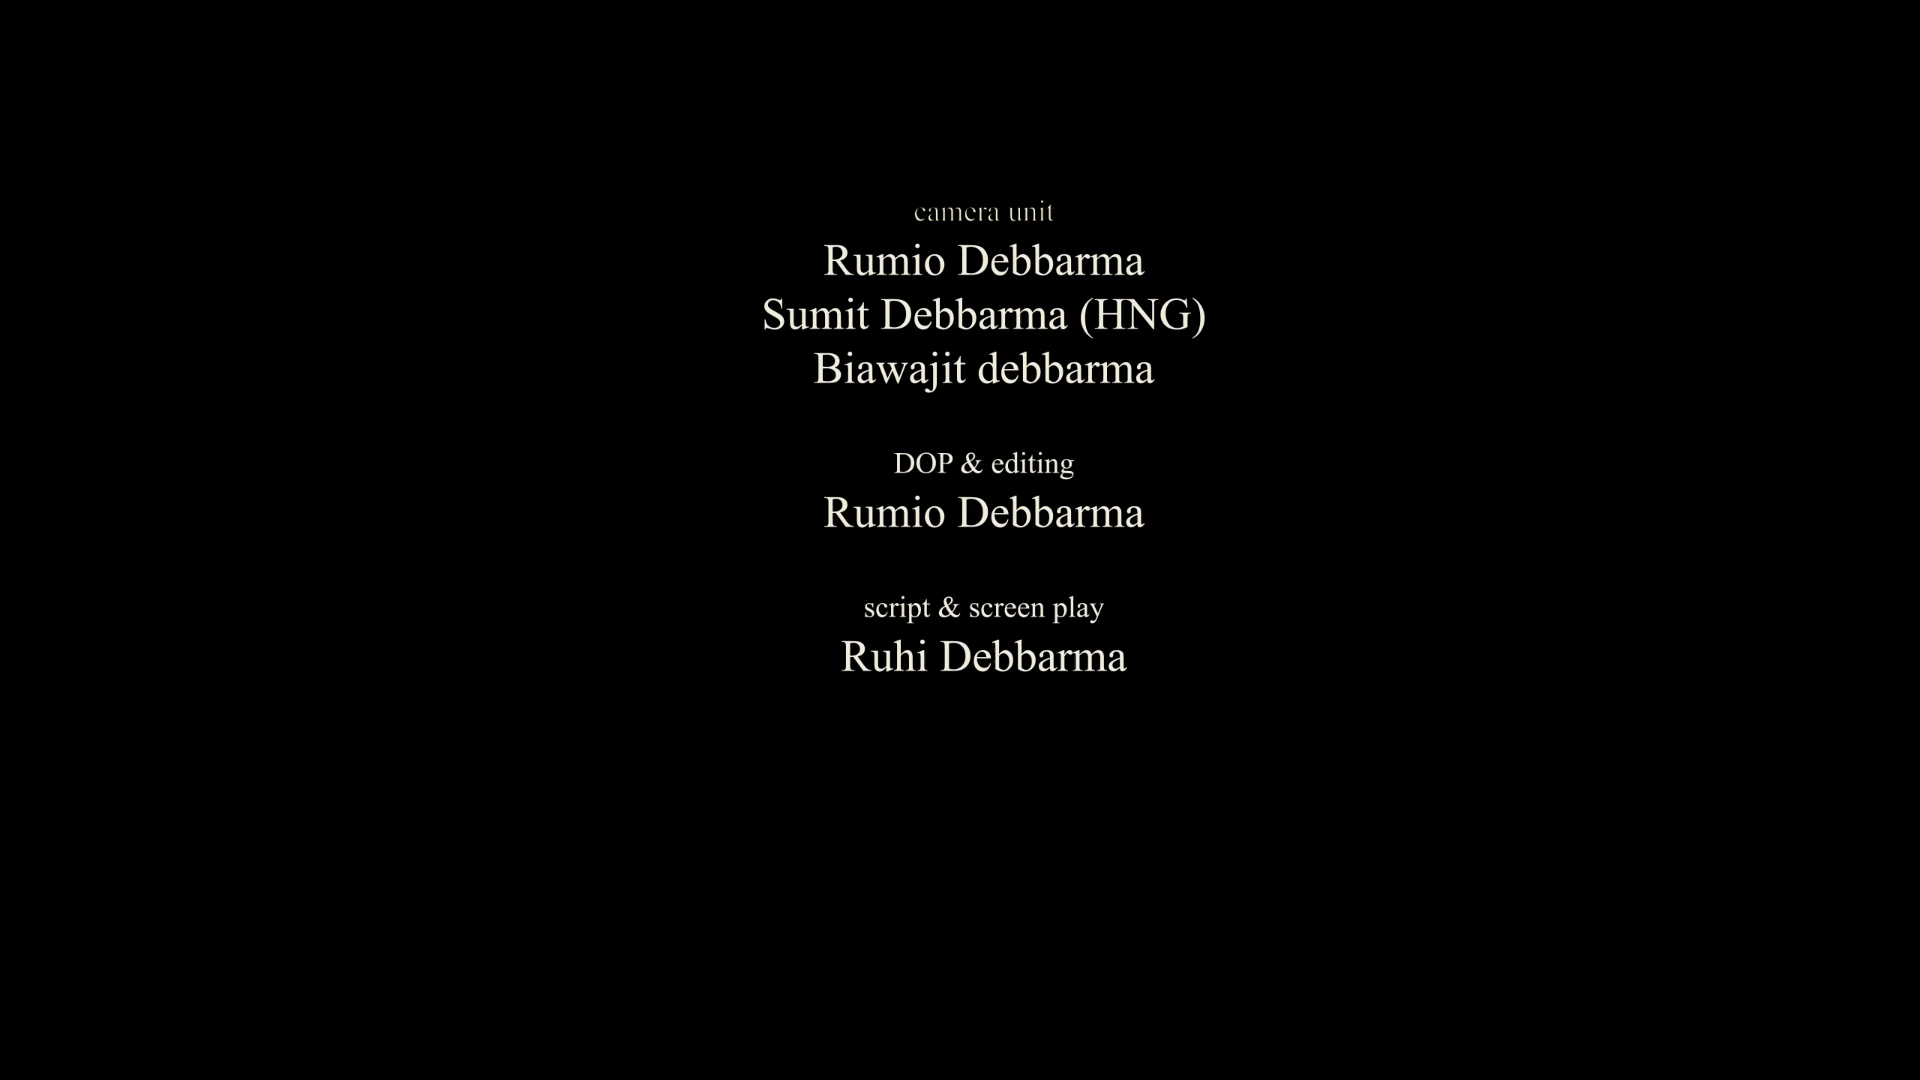 camera unit
Rumio Debbarma
Sumit Debbarma (HNG)
Biawajit debbarma
DOP & editing
Rumio Debbarma
script & screen play
Ruhi Debbarma